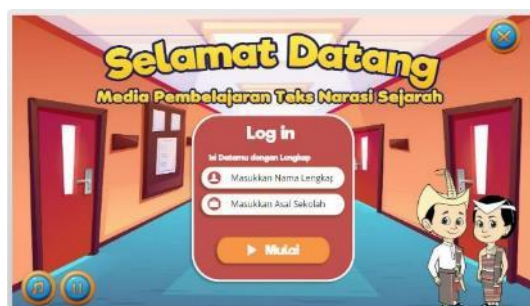 Selamat Datang
Media Pembelajaran Teks Narasi Sejarah
Log in
Isi Datamu dengan Lengkap
Masukkan Nama Lengkap
Masukkan Asal Sekolah
Mulai